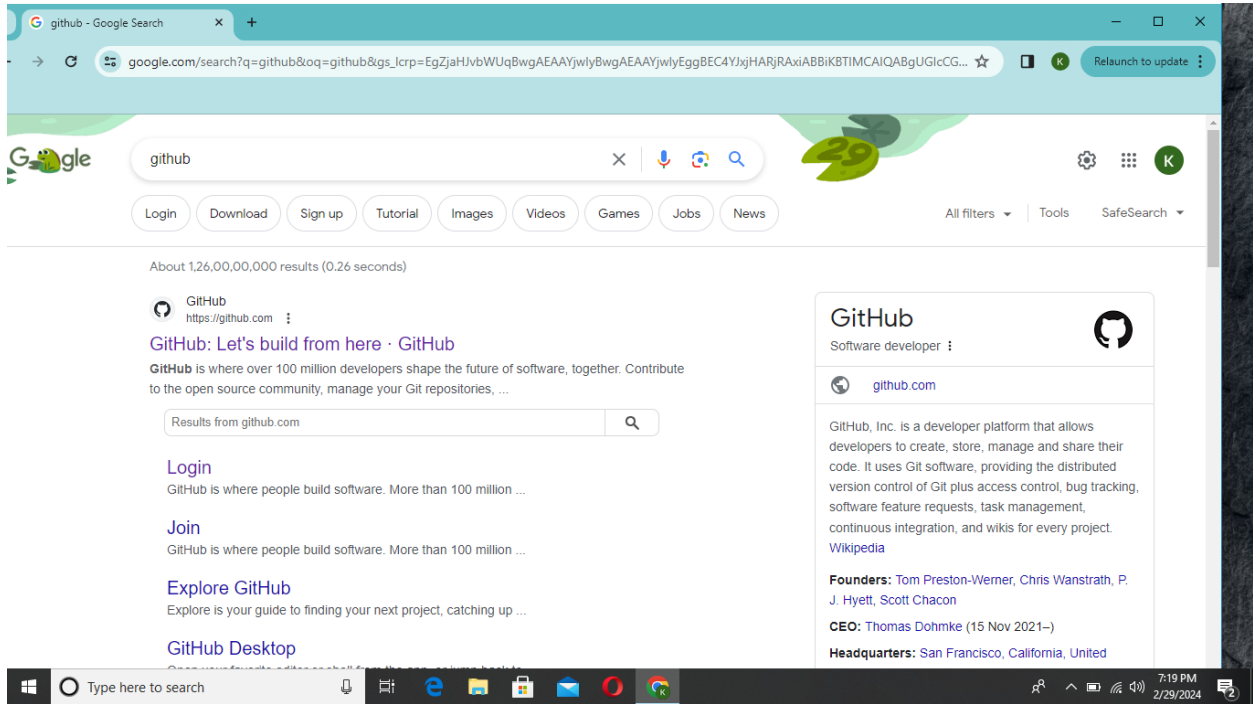 github - Google Search
google.com/search?q=github&oq=github&gs_lcrp=EgZjaHJvbWUqBwgAEAAYjwIyBwgAEAAYjwIyEggBEC4YJxjHARjRAxiABBiKBTIMCAIQABgUGIcCG...
K
Relaunch to update
Google
github
29
K
Login
Download
Sign up
Tutorial
Images
Videos
Games
Jobs
News
All filters
Tools
SafeSearch
About 1,26,00,00,000 results (0.26 seconds)
GitHub
https://github.com
GitHub: Let's build from here · GitHub
GitHub is where over 100 million developers shape the future of software, together. Contribute
to the open source community, manage your Git repositories, ...
Results from github.com
Login
GitHub is where people build software. More than 100 million ...
Join
GitHub is where people build software. More than 100 million ...
Explore GitHub
Explore is your guide to finding your next project, catching up ...
GitHub Desktop
GitHub
Software developer
github.com
GitHub, Inc. is a developer platform that allows
developers to create, store, manage and share their
code. It uses Git software, providing the distributed
version control of Git plus access control, bug tracking,
software feature requests, task management,
continuous integration, and wikis for every project.
Wikipedia
Founders: Tom Preston-Werner, Chris Wanstrath, P.
J. Hyett, Scott Chacon
CEO: Thomas Dohmke (15 Nov 2021–)
Headquarters: San Francisco, California, United
Type here to search
K
7:19 PM
2/29/2024
2